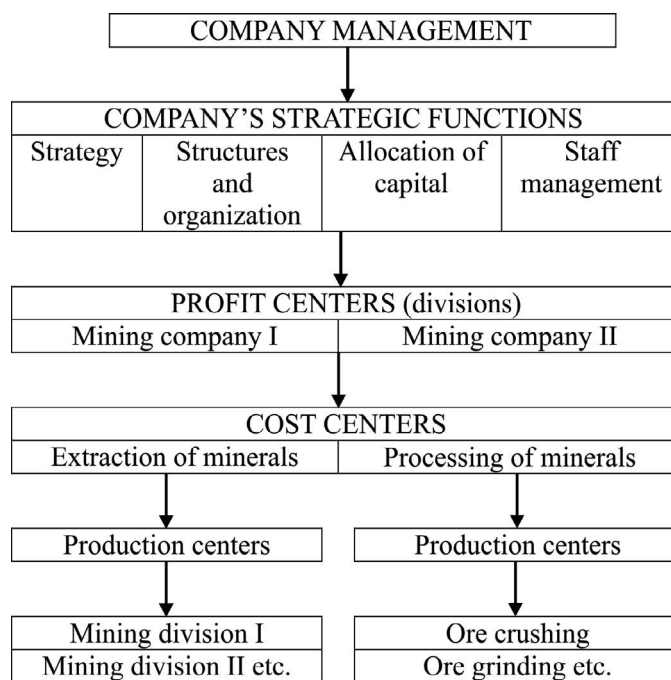 COMPANY MANAGEMENT
COMPANY’S STRATEGIC FUNCTIONS
Strategy
Structures
and
organization
Allocation of
capital
Staff
management
PROFIT CENTERS (divisions)
Mining company I
Mining company II
COST CENTERS
Extraction of minerals
Processing of minerals
Production centers
Production centers
Mining division I
Mining division II etc.
Ore crushing
Ore grinding etc.